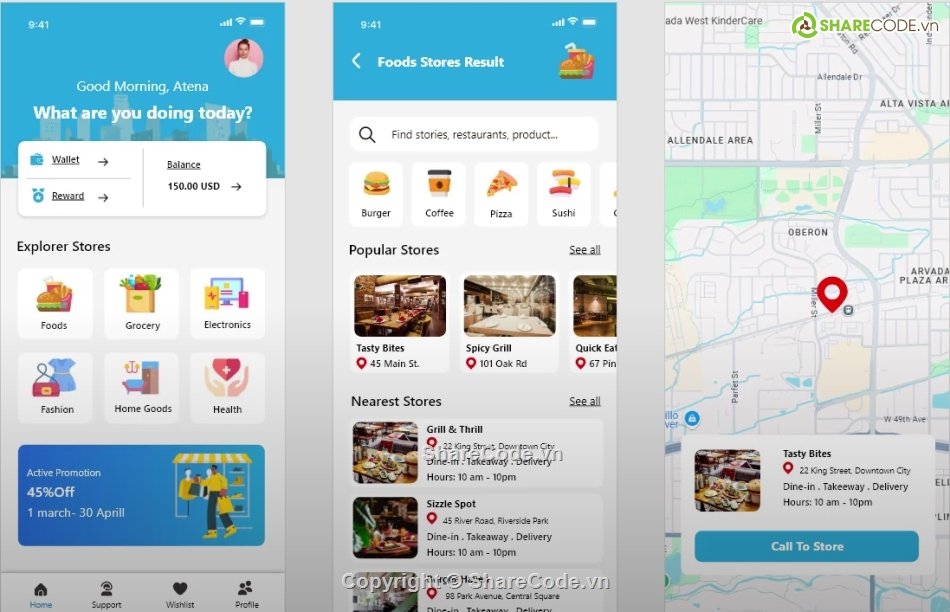 9:41
Good Morning, Atena
What are you doing today?
Wallet
Reward
Balance
150.00 USD
Explorer Stores
Foods
Grocery
Electronics
Fashion
Home Goods
Health
Active Promotion
45%Off
1 march- 30 Aprill
Home
Support
Wishlist
Profile
9:41
Foods Stores Result
Find stories, restaurants, product...
Burger
Coffee
Pizza
Sushi
Popular Stores
See all
Tasty Bites
45 Main St.
Spicy Grill
101 Oak Rd
Quick Eat
67 Pin
Nearest Stores
See all
Grill & Thrill
22 King Street, Downtown City
Dine-in . Takeaway . Delivery
Hours: 10 am - 10pm
Sizzle Spot
45 River Road, Riverside Park
Dine-in . Takeaway . Delivery
Hours: 10 am - 10pm
98 Park Avenue, Central Square
Dine-in . Takeaway . Delivery
ShareCode.vn
Copyright © ShareCode.vn
SHARECODE.vn
ada West KinderCare
Allendale Dr
Miller St
ALTA VISTA
ALLENDALE AREA
OBERON
ARVADA
PLAZA AR
Miller St
Parfet St
W 49th Ave
Tasty Bites
22 King Street, Downtown City
Dine-in . Takeaway . Delivery
Hours: 10 am - 10pm
Call To Store